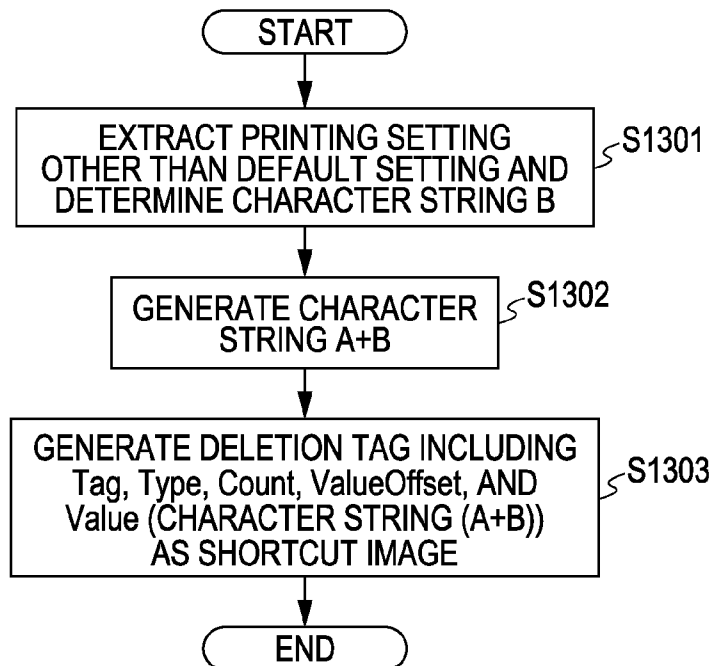 START
EXTRACT PRINTING SETTING
OTHER THAN DEFAULT SETTING AND
DETERMINE CHARACTER STRING B
S1301
GENERATE CHARACTER
STRING A+B
S1302
GENERATE DELETION TAG INCLUDING
Tag, Type, Count, ValueOffset, AND
Value (CHARACTER STRING (A+B))
AS SHORTCUT IMAGE
S1303
END